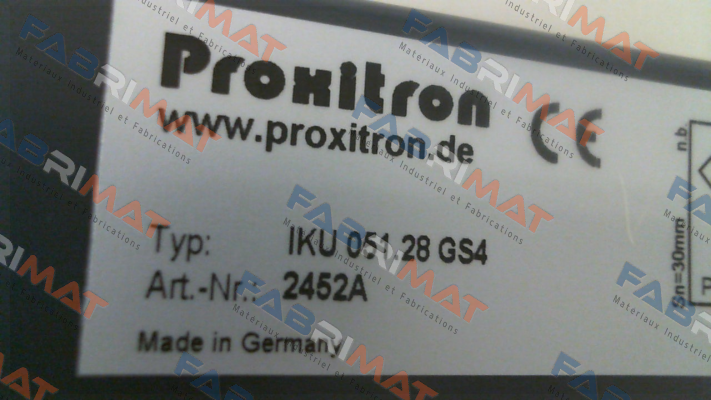 Proxitron
www.proxitron.de
CE
Typ: IKU 051 28 GS4
Art.-Nr.: 2452A
Made in Germany
Sn=30mm n.b
FABRIMAT
Matériaux Industriel et Fabrications